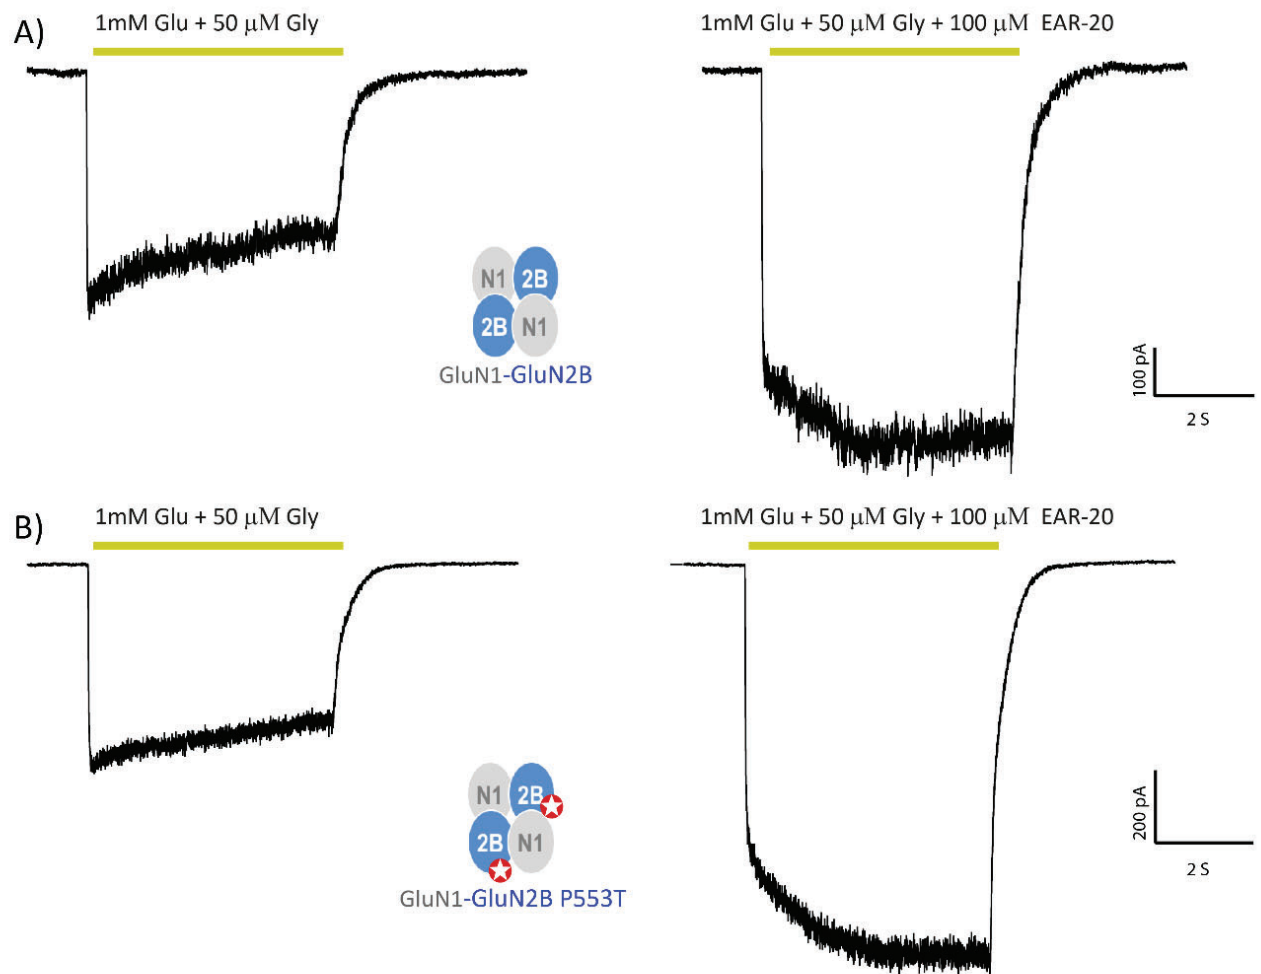 A)
1mM Glu + 50 μM Gly
1mM Glu + 50 μM Gly + 100 μM EAR-20
N1 2B
2B N1
GluN1-GluN2B
100 pA
2 S
B)
1mM Glu + 50 μM Gly
1mM Glu + 50 μM Gly + 100 μM EAR-20
N1 2B
2B N1
GluN1-GluN2B P553T
200 pA
2 S